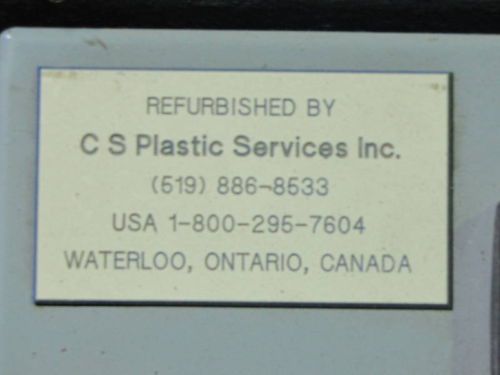 REFURBISHED BY
C S Plastic Services Inc.
(519) 886-8533
USA 1-800-295-7604
WATERLOO, ONTARIO, CANADA